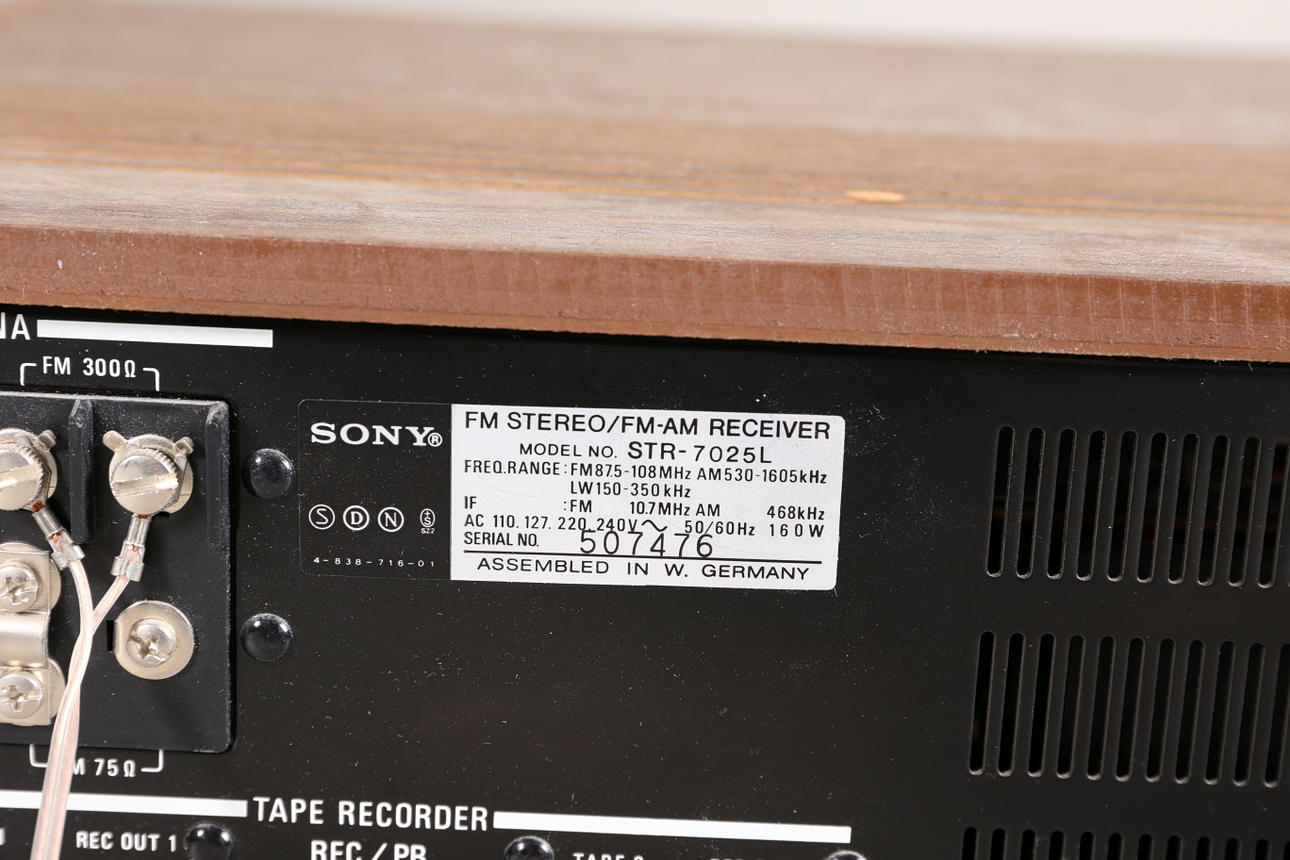 NA
FM 300Ω
SONY®
FM STEREO/FM-AM RECEIVER
MODEL NO. STR-7025L
FREQ.RANGE:FM87.5-108MHz AM530-1605kHz
LW150-350kHz
IF :FM 10.7MHz AM 468kHz
AC 110. 127. 220. 240V~ 50/60Hz 160W
SERIAL NO. 507476
ASSEMBLED IN W. GERMANY
S D N S
4-838-716-01
M 75Ω
TAPE RECORDER
REC OUT 1
REC/PB